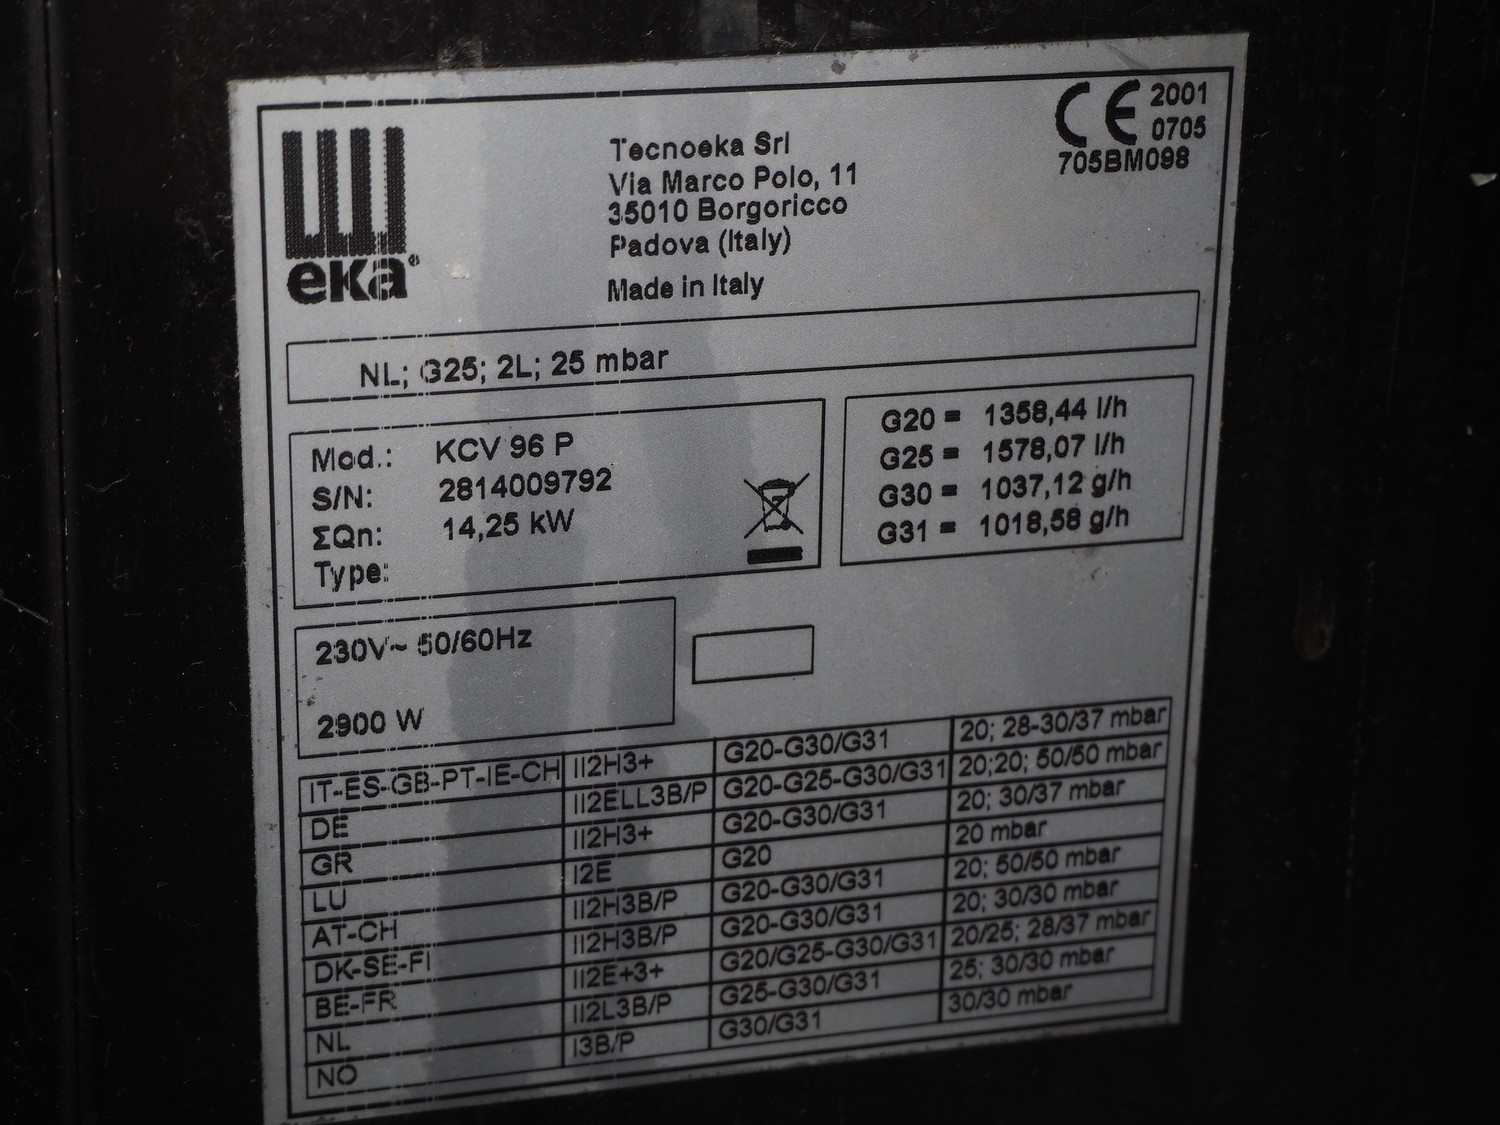 eka®
Tecnoeka Srl
Via Marco Polo, 11
35010 Borgoricco
Padova (Italy)
Made in Italy
CE 2001
0705
705BM098
NL; G25; 2L; 25 mbar
Mod.: KCV 96 P
S/N: 2814009792
ΣQn: 14,25 kW
Type:
G20 = 1358,44 l/h
G25 = 1578,07 l/h
G30 = 1037,12 g/h
G31 = 1018,58 g/h
230V~ 50/60Hz
2900 W
IT-ES-GB-PT-IE-CH II2H3+ G20-G30/G31 20; 28-30/37 mbar
DE II2ELL3B/P G20-G25-G30/G31 20;20; 50/50 mbar
GR II2H3+ G20-G30/G31 20; 30/37 mbar
LU I2E G20 20 mbar
AT-CH II2H3B/P G20-G30/G31 20; 50/50 mbar
DK-SE-FI II2H3B/P G20-G30/G31 20; 30/30 mbar
BE-FR II2E+3+ G20/G25-G30/G31 20/25; 28/37 mbar
NL II2L3B/P G25-G30/G31 25; 30/30 mbar
NO I3B/P G30/G31 30/30 mbar